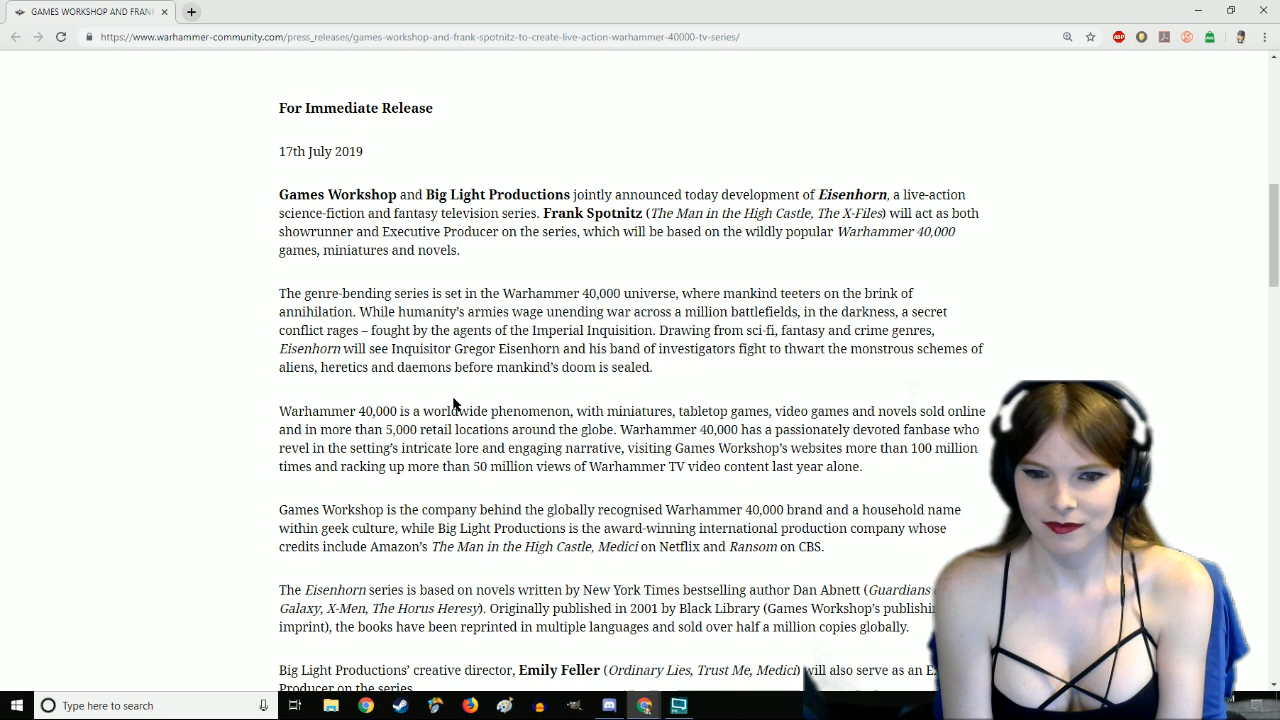 GAMES WORKSHOP AND FRAN
https://www.warhammer-community.com/press_releases/games-workshop-and-frank-spotnitz-to-create-live-action-warhammer-40000-tv-series/
For Immediate Release
17th July 2019
Games Workshop and Big Light Productions jointly announced today development of Eisenhorn, a live-action
science-fiction and fantasy television series. Frank Spotnitz (The Man in the High Castle, The X-Files) will act as both
showrunner and Executive Producer on the series, which will be based on the wildly popular Warhammer 40,000
games, miniatures and novels.
The genre-bending series is set in the Warhammer 40,000 universe, where mankind teeters on the brink of
annihilation. While humanity’s armies wage unending war across a million battlefields, in the darkness, a secret
conflict rages – fought by the agents of the Imperial Inquisition. Drawing from sci-fi, fantasy and crime genres,
Eisenhorn will see Inquisitor Gregor Eisenhorn and his band of investigators fight to thwart the monstrous schemes of
aliens, heretics and daemons before mankind’s doom is sealed.
Warhammer 40,000 is a worldwide phenomenon, with miniatures, tabletop games, video games and novels sold online
and in more than 5,000 retail locations around the globe. Warhammer 40,000 has a passionately devoted fanbase who
revel in the setting’s intricate lore and engaging narrative, visiting Games Workshop’s websites more than 100 million
times and racking up more than 50 million views of Warhammer TV video content last year alone.
Games Workshop is the company behind the globally recognised Warhammer 40,000 brand and a household name
within geek culture, while Big Light Productions is the award-winning international production company whose
credits include Amazon’s The Man in the High Castle, Medici on Netflix and Ransom on CBS.
The Eisenhorn series is based on novels written by New York Times bestselling author Dan Abnett (Guardians
Galaxy, X-Men, The Horus Heresy). Originally published in 2001 by Black Library (Games Workshop’s publishin
imprint), the books have been reprinted in multiple languages and sold over half a million copies globally.
Big Light Productions’ creative director, Emily Feller (Ordinary Lies, Trust Me, Medici) will also serve as an E
Producer on the series.
Type here to search